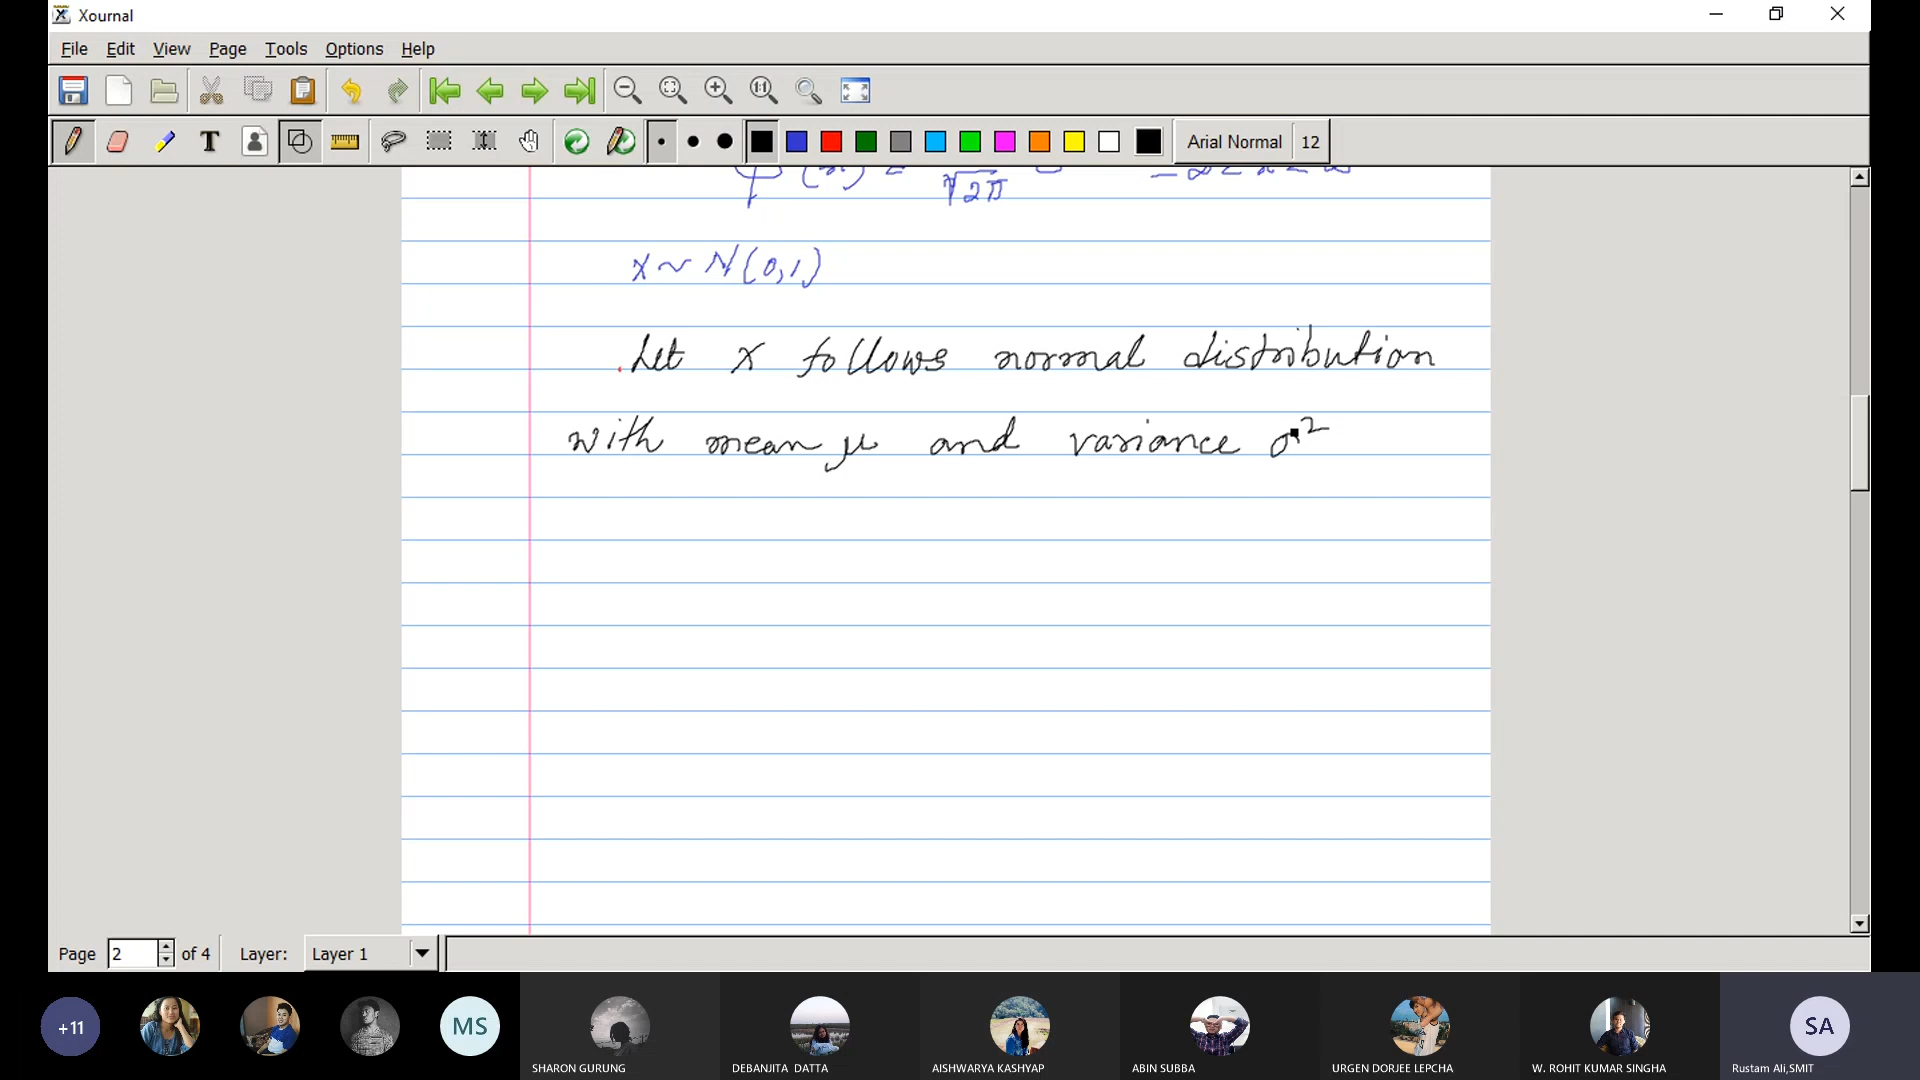 Xournal
File Edit View Page Tools Options Help
Arial Normal 12
√2π
x ~ N(0,1)
Let x follows normal distribution
with mean μ and variance σ²
Page 2 of 4 Layer: Layer 1
+11 MS SA
SHARON GURUNG DEBANJITA DATTA AISHWARYA KASHYAP ABIN SUBBA URGEN DORJEE LEPCHA W. ROHIT KUMAR SINGHA Rustam Ali,SMIT